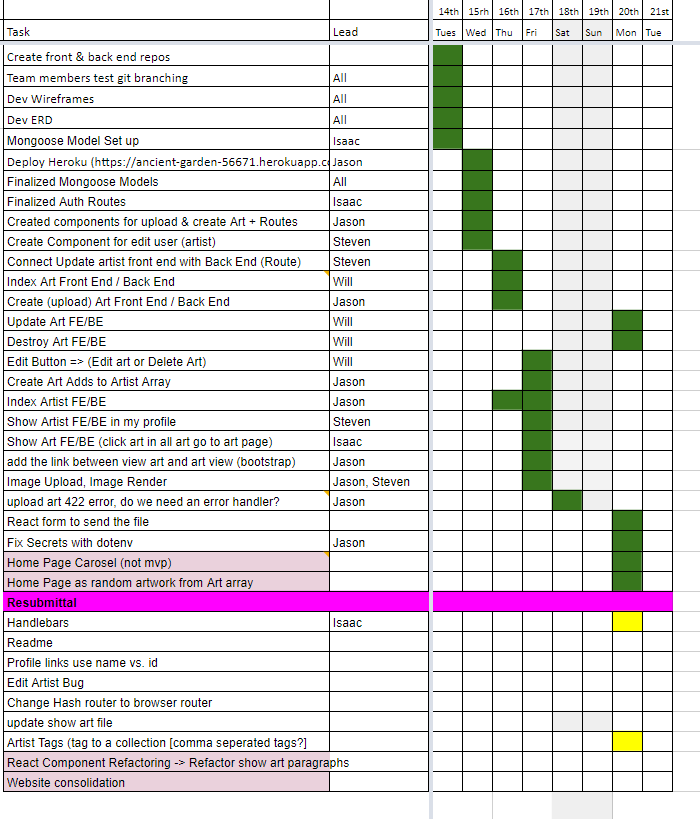 14th 15rh 16th 17th 18th 19th 20th 21st
Task Lead Tues Wed Thu Fri Sat Sun Mon Tue
Create front & back end repos
Team members test git branching All
Dev Wireframes All
Dev ERD All
Mongoose Model Set up Isaac
Deploy Heroku (https://ancient-garden-56671.herokuapp.co Jason
Finalized Mongoose Models All
Finalized Auth Routes Isaac
Created components for upload & create Art + Routes Jason
Create Component for edit user (artist) Steven
Connect Update artist front end with Back End (Route) Steven
Index Art Front End / Back End Will
Create (upload) Art Front End / Back End Jason
Update Art FE/BE Will
Destroy Art FE/BE Will
Edit Button => (Edit art or Delete Art) Will
Create Art Adds to Artist Array Jason
Index Artist FE/BE Jason
Show Artist FE/BE in my profile Steven
Show Art FE/BE (click art in all art go to art page) Isaac
add the link between view art and art view (bootstrap) Jason
Image Upload, Image Render Jason, Steven
upload art 422 error, do we need an error handler? Jason
React form to send the file
Fix Secrets with dotenv Jason
Home Page Carosel (not mvp)
Home Page as random artwork from Art array
Resubmittal
Handlebars Isaac
Readme
Profile links use name vs. id
Edit Artist Bug
Change Hash router to browser router
update show art file
Artist Tags (tag to a collection [comma seperated tags?]
React Component Refactoring -> Refactor show art paragraphs
Website consolidation